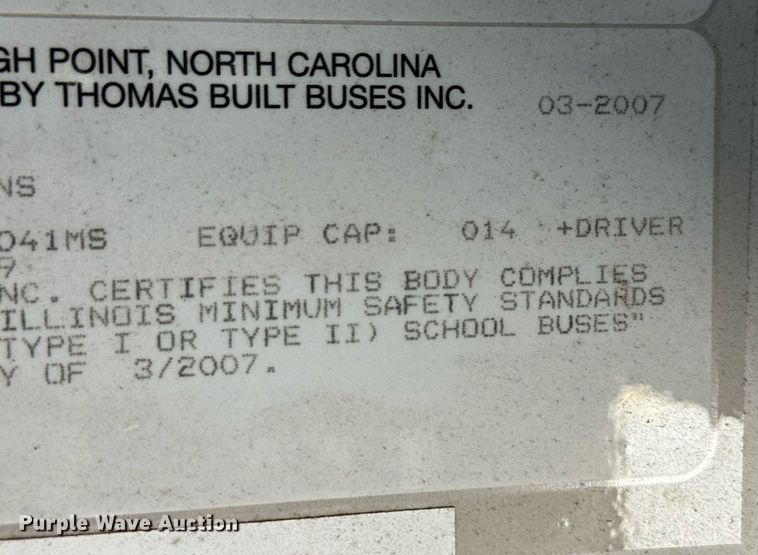 GH POINT, NORTH CAROLINA
BY THOMAS BUILT BUSES INC. 03-2007
NS
041MS EQUIP CAP: 014 +DRIVER
9
NC. CERTIFIES THIS BODY COMPLIES
ILLINOIS MINIMUM SAFETY STANDARDS
TYPE I OR TYPE II) SCHOOL BUSES"
Y OF 3/2007.
Purple Wave Auction